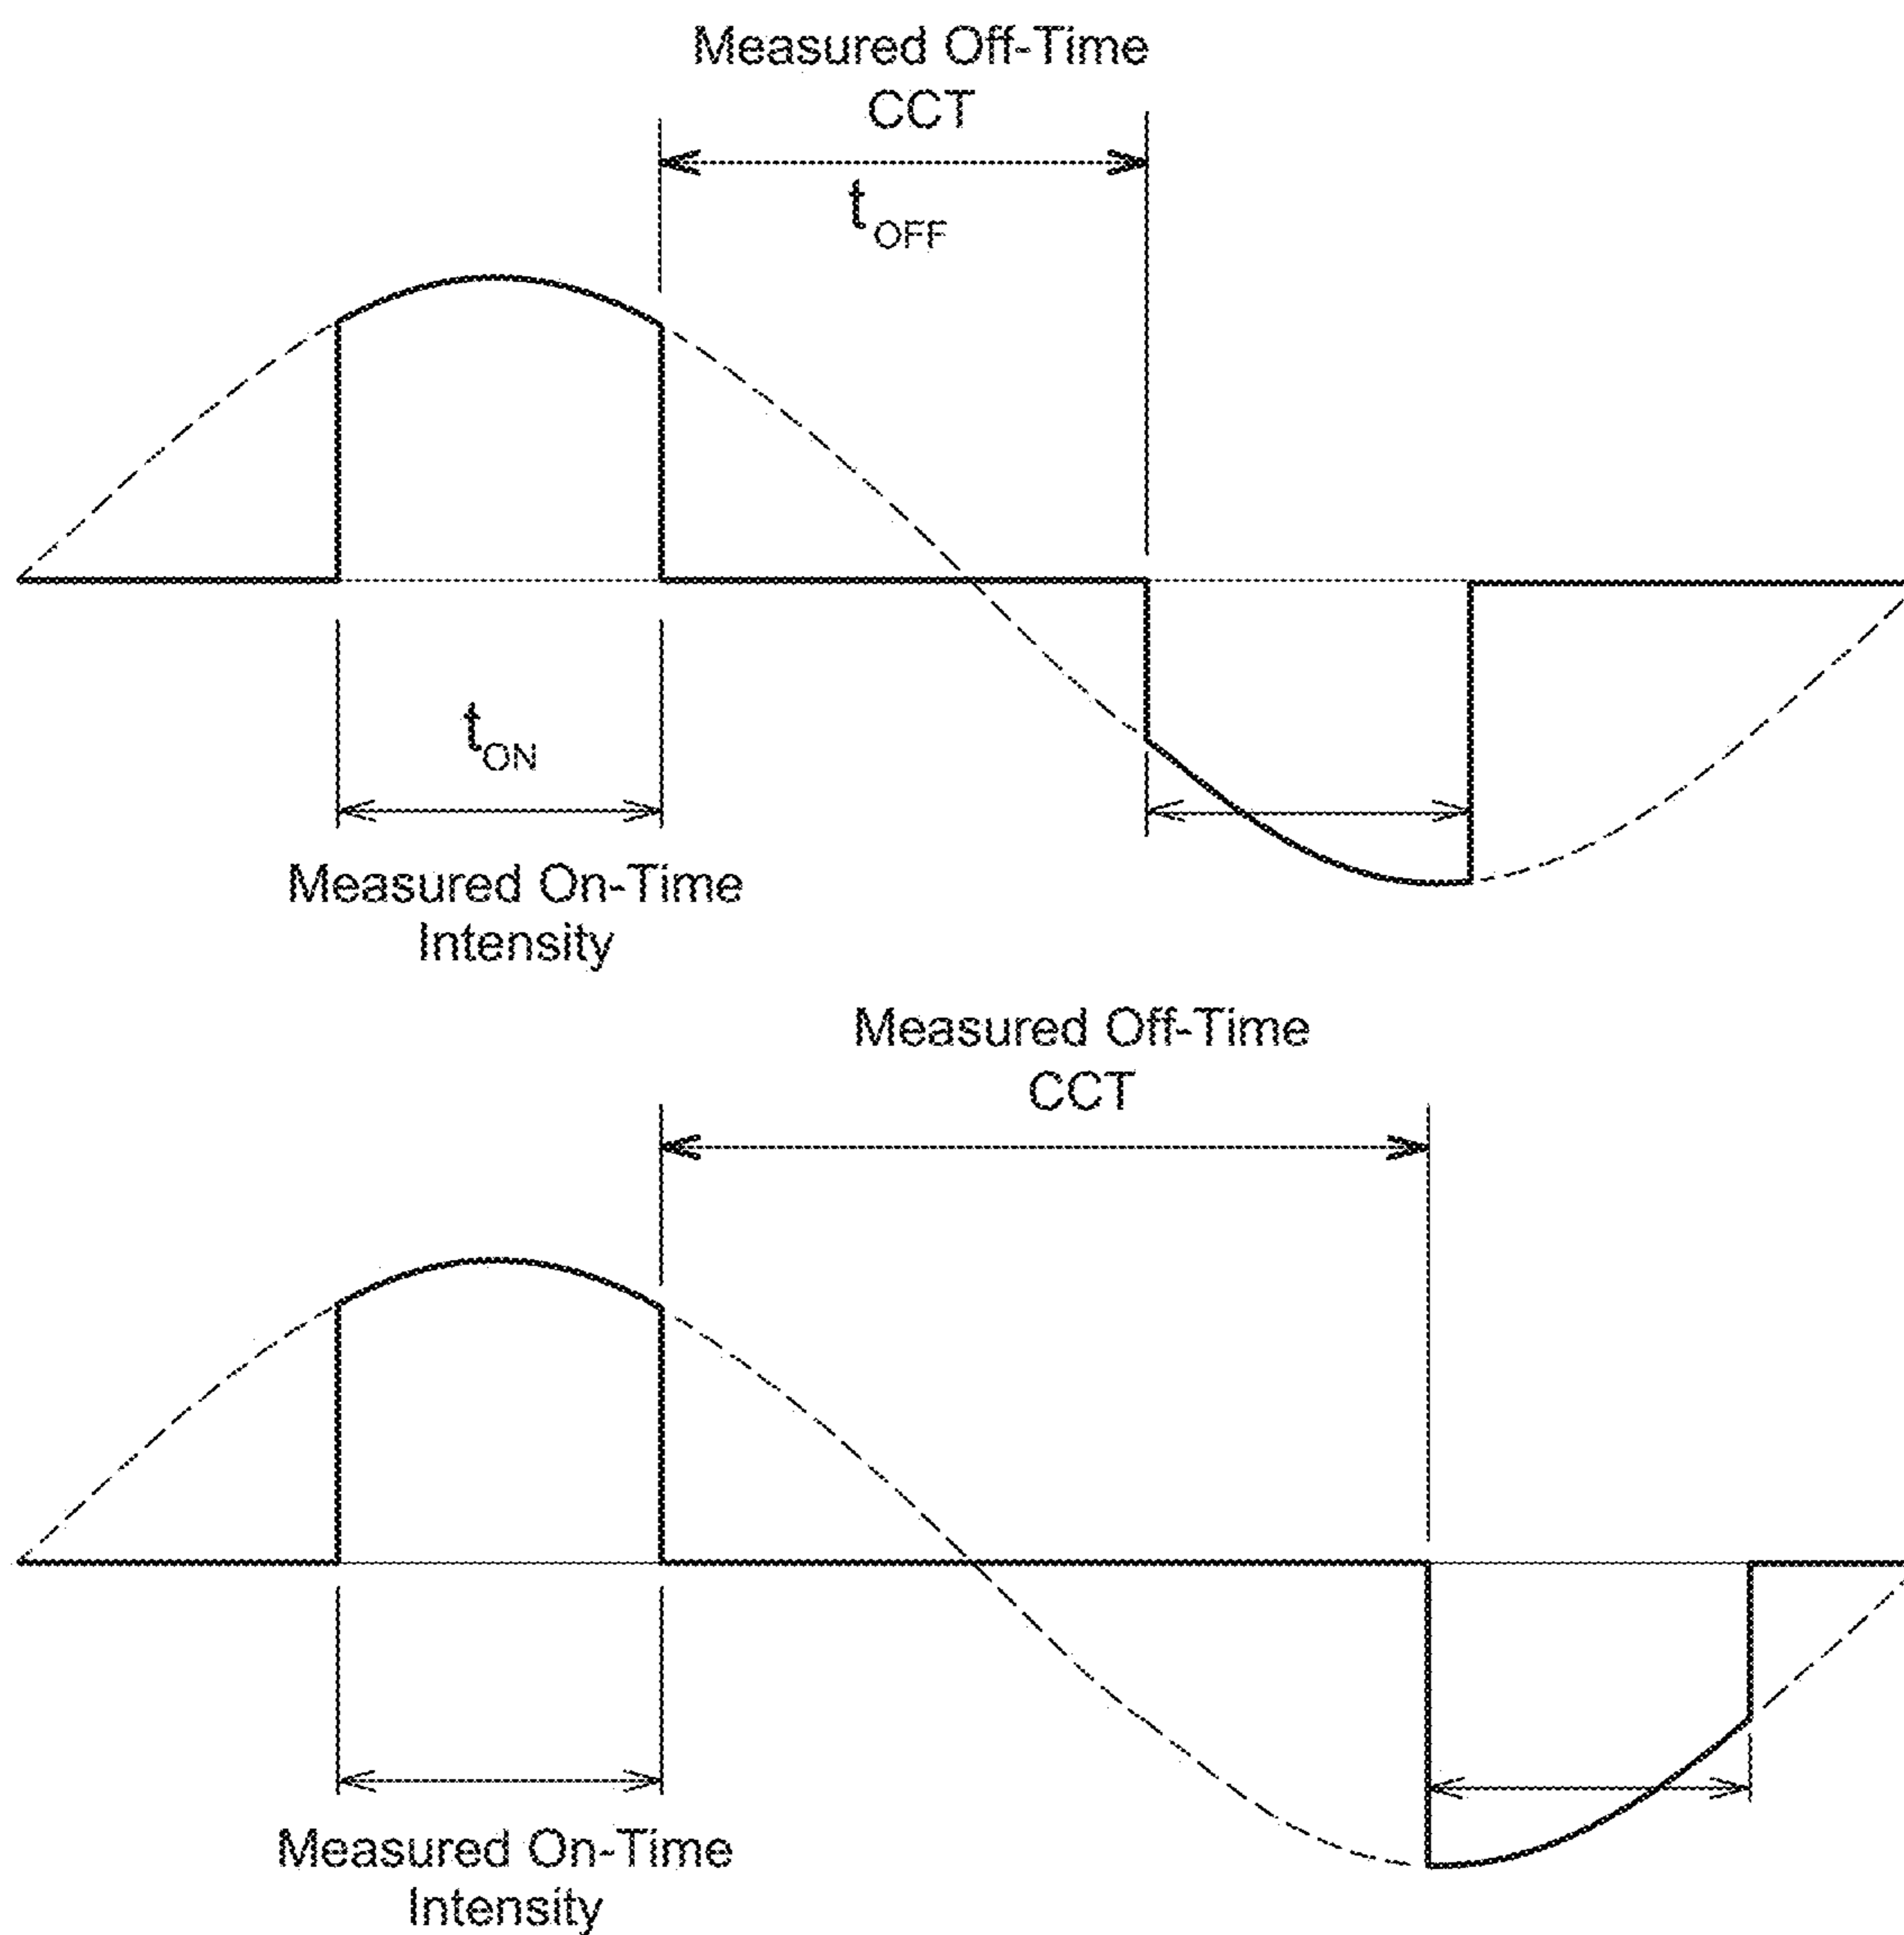 Measured Off-Time
CCT
tOFF
tON
Measured On-Time
Intensity
Measured Off-Time
CCT
Measured On-Time
Intensity